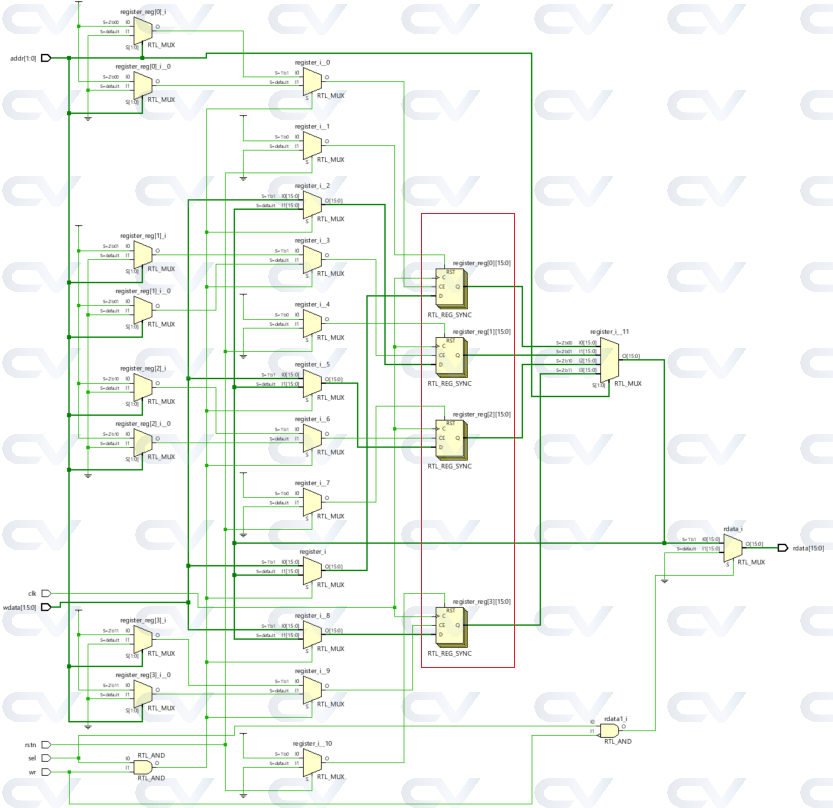 register_reg[0]_i
S=2'b00 I0
S=default I1
O
S[1:0]
RTL_MUX
addr[1:0]
register_reg[0]_i__0
S=2'b00 I0
S=default I1
O
S[1:0]
RTL_MUX
register_i__0
S=1'b1 I0
S=default I1
O
S
RTL_MUX
register_i__1
S=1'b0 I0
S=default I1
O
S
RTL_MUX
register_i__2
S=1'b1 I0[15:0]
S=default I1[15:0]
O[15:0]
S
RTL_MUX
register_reg[1]_i
S=2'b01 I0
S=default I1
O
S[1:0]
RTL_MUX
register_i__3
S=1'b1 I0
S=default I1
O
S
RTL_MUX
register_reg[0][15:0]
RST
C
CE
D
Q
RTL_REG_SYNC
register_reg[1]_i__0
S=2'b01 I0
S=default I1
O
S[1:0]
RTL_MUX
register_i__4
S=1'b0 I0
S=default I1
O
S
RTL_MUX
register_reg[1][15:0]
RST
C
CE
D
Q
RTL_REG_SYNC
register_i__11
S=2'b00 I0[15:0]
S=2'b01 I1[15:0]
S=2'b10 I2[15:0]
S=2'b11 I3[15:0]
O[15:0]
S[1:0]
RTL_MUX
register_reg[2]_i
S=2'b10 I0
S=default I1
O
S[1:0]
RTL_MUX
register_i__5
S=1'b1 I0[15:0]
S=default I1[15:0]
O[15:0]
S
RTL_MUX
register_reg[2]_i__0
S=2'b10 I0
S=default I1
O
S[1:0]
RTL_MUX
register_i__6
S=1'b1 I0
S=default I1
O
S
RTL_MUX
register_reg[2][15:0]
RST
C
CE
D
Q
RTL_REG_SYNC
register_i__7
S=1'b0 I0
S=default I1
O
S
RTL_MUX
register_i
S=1'b1 I0[15:0]
S=default I1[15:0]
O[15:0]
S
RTL_MUX
rdata_i
S=1'b1 I0[15:0]
S=default I1[15:0]
O[15:0]
S
RTL_MUX
rdata[15:0]
clk
wdata[15:0]
register_reg[3]_i
S=2'b11 I0
S=default I1
O
S[1:0]
RTL_MUX
register_i__8
S=1'b1 I0[15:0]
S=default I1[15:0]
O[15:0]
S
RTL_MUX
register_reg[3][15:0]
RST
C
CE
D
Q
RTL_REG_SYNC
register_reg[3]_i__0
S=2'b11 I0
S=default I1
O
S[1:0]
RTL_MUX
register_i__9
S=1'b1 I0
S=default I1
O
S
RTL_MUX
rstn
sel
wr
RTL_AND
I0
I1
O
RTL_AND
register_i__10
S=1'b0 I0
S=default I1
O
S
RTL_MUX
rdata1_i
I0
I1
O
RTL_AND